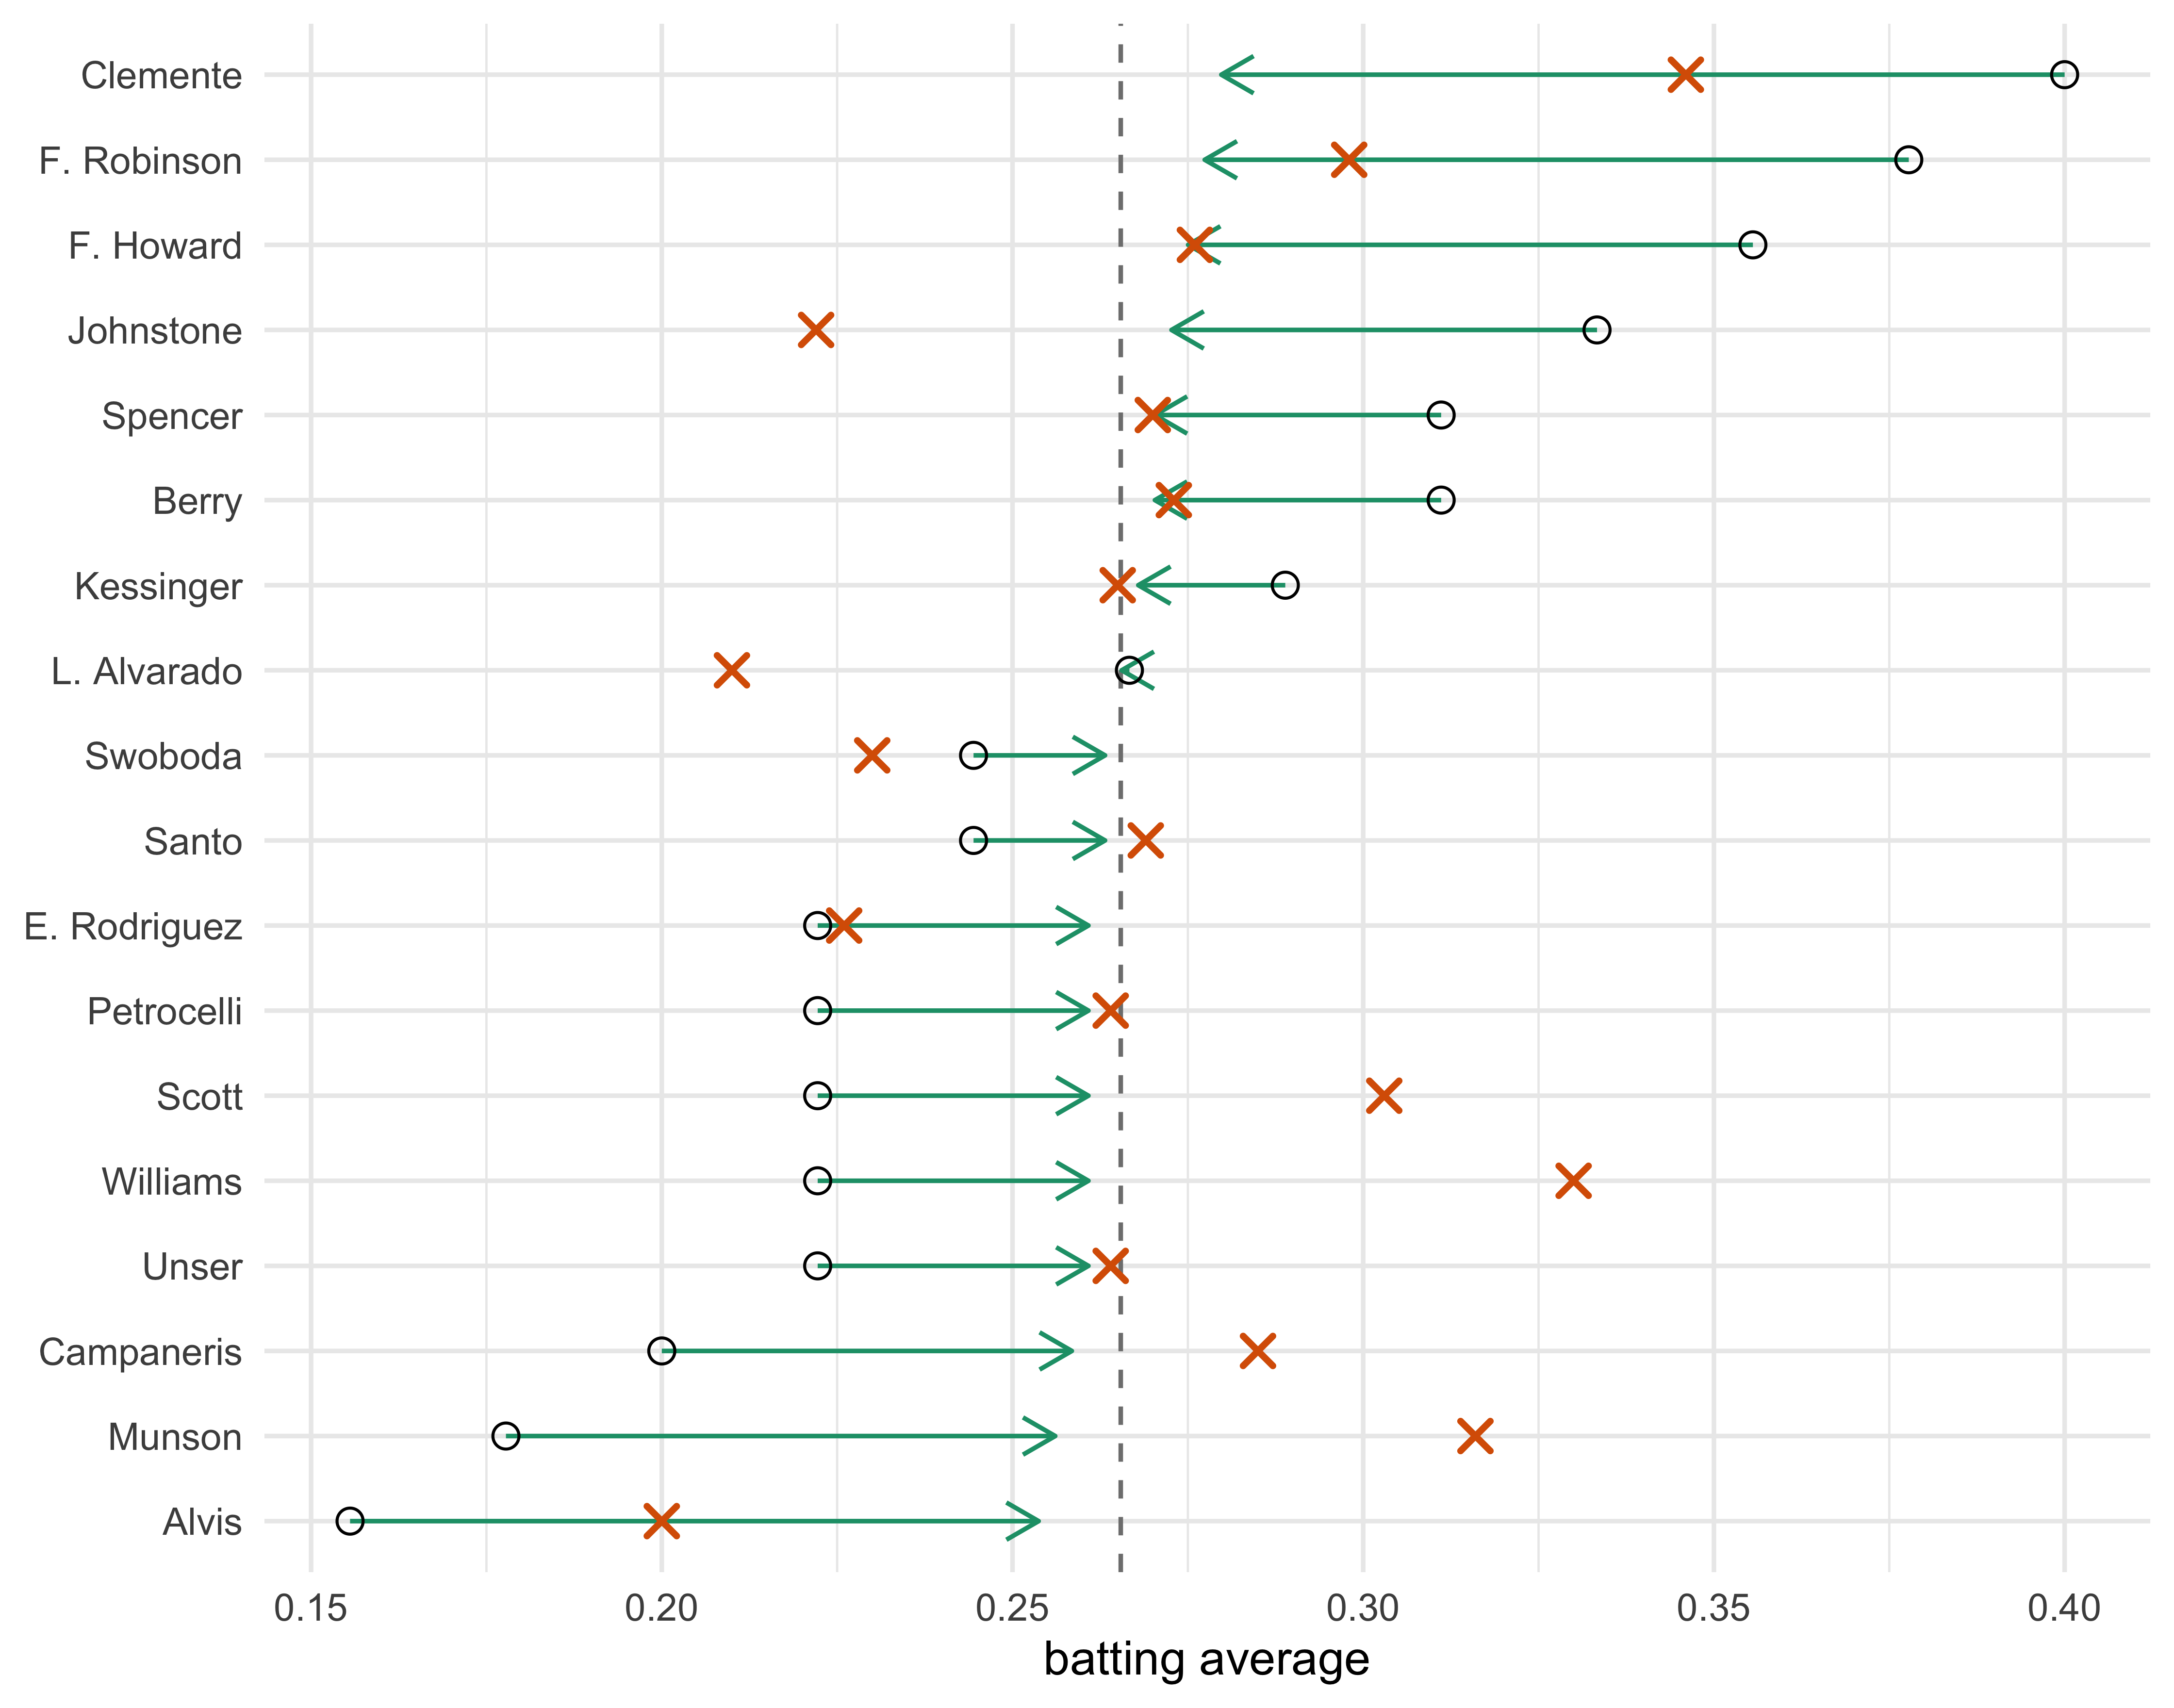 Clemente
F. Robinson
F. Howard
Johnstone
Spencer
Berry
Kessinger
L. Alvarado
Swoboda
Santo
E. Rodriguez
Petrocelli
Scott
Williams
Unser
Campaneris
Munson
Alvis
0.15 0.20 0.25 0.30 0.35 0.40
batting average